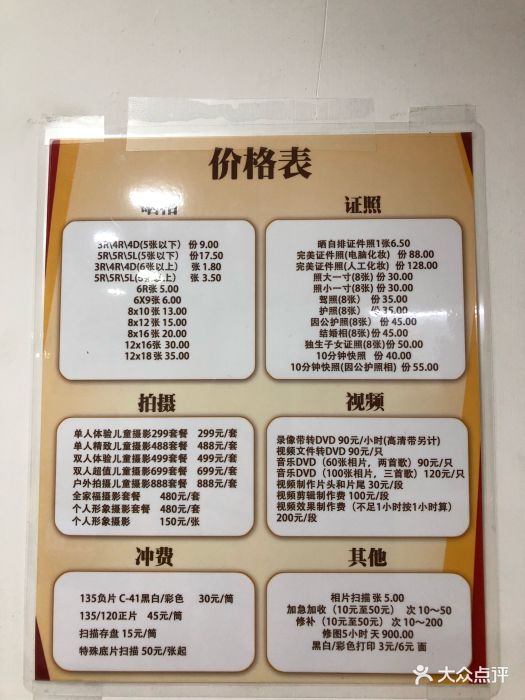 价格表
晒相
3R\4R\4D(5张以下) 份 9.00
5R\5R\5L(5张以下) 份17.50
3R\4R\4D(6张以上) 张 1.80
5R\5R\5L(5张以上) 张 3.50
6R张 5.00
6X9张 6.00
8x10 张 13.00
8x12 张 15.00
8x16 张 20.00
12x16 张 30.00
12x18 张 35.00
证照
晒自排证件照1张6.50
完美证件照(电脑化妆) 份 88.00
完美证件照(人工化妆) 份 128.00
照大一寸(8张) 份 30.00
照小一寸(8张) 份 30.00
驾照(8张) 份 35.00
护照(8张) 份 35.00
因公护照(8张) 份 45.00
结婚相(8张) 份 45.00
独生子女证照(8张)份 50.00
10分钟快照 份 40.00
10分钟快照(因公护照相) 份 55.00
拍摄
单人体验儿童摄影299套餐 299元/套
单人精致儿童摄影488套餐 488元/套
双人体验儿童摄影499套餐 499元/套
双人超值儿童摄影699套餐 699元/套
户外拍摄儿童摄影888套餐 888元/套
全家福摄影套餐 480元/套
个人形象摄影套餐 480元/套
个人形象摄影 150元/张
视频
录像带转DVD 90元/小时(高清带另计)
视频文件转DVD 90元/只
音乐DVD (60张相片，两首歌) 90元/只
音乐DVD (100张相片，三首歌) 120元/只
视频制作片头和片尾 30元/段
视频剪辑制作费 100元/段
视频效果制作费 (不足1小时按1小时算)
200元/段
冲费
135负片 C-41黑白/彩色 30元/筒
135/120正片 45元/筒
扫描存盘 15元/筒
特殊底片扫描 50元/张起
其他
相片扫描 张 5.00
加急加收 (10元至50元) 次 10～50
修补 (10元至50元) 次 10～200
修图5小时 天 900.00
黑白/彩色打印 3元/6元 面
大众点评